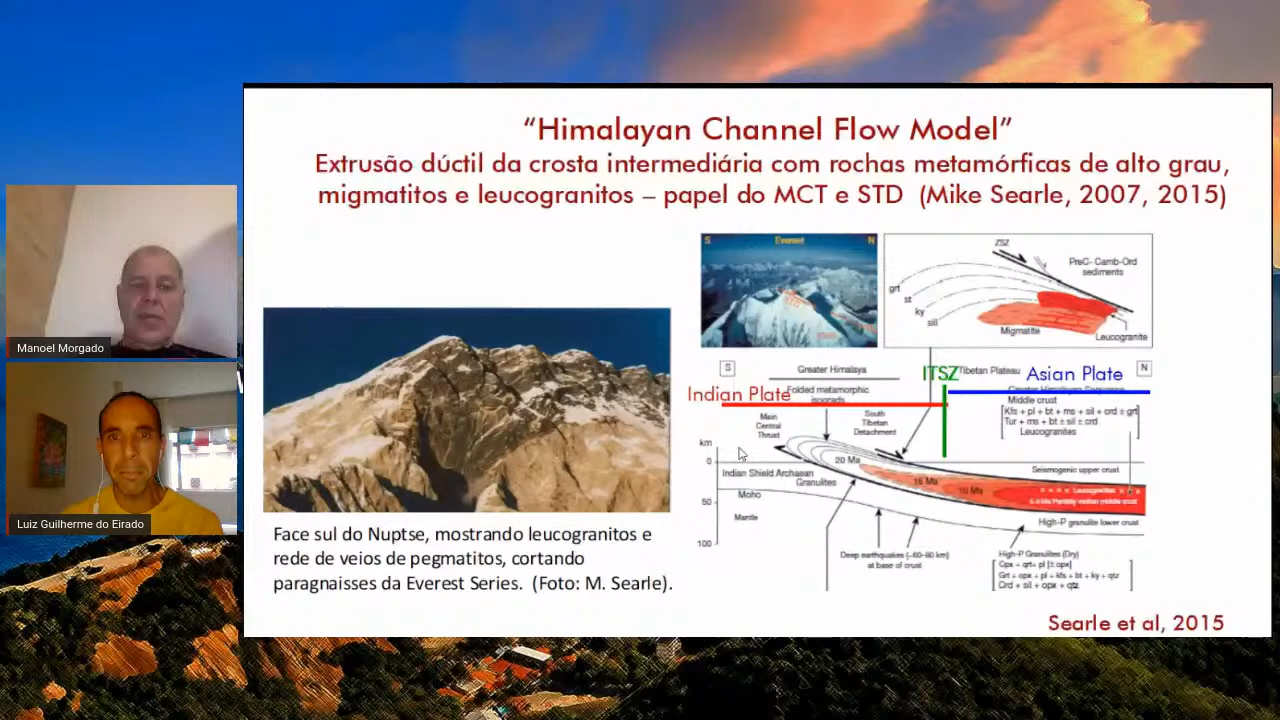 “Himalayan Channel Flow Model”
Extrusão dúctil da crosta intermediária com rochas metamórficas de alto grau,
migmatitos e leucogranitos – papel do MCT e STD (Mike Searle, 2007, 2015)
Manoel Morgado
Luiz Guilherme do Eirado
Face sul do Nuptse, mostrando leucogranitos e
rede de veios de pegmatitos, cortando
paragnaisses da Everest Series. (Foto: M. Searle).
S
Everest
N
ZSZ
PreC- Camb-Ord
sediments
grt
st
ky
sill
Migmatite
Leucogranite
S
Greater Himalaya
ITSZ
Tibetan Plateau
Asian Plate
N
Indian Plate
Folded metamorphic
isograds
Greater Himalayan Sequence
Middle crust
Kfs + pl + bt + ms + sil + crd ± grt
Tur + ms + bt ± sil ± crd
Leucogranites
Main
Central
Thrust
South
Tibetan
Detachment
km
0
50
100
20 Ma
Indian Shield Archaean
Granulites
Moho
Mantle
15 Ma
10 Ma
Seismogenic upper crust
Leucogranites
High-P granulite lower crust
Deep earthquakes (~60–80 km)
at base of crust
High-P Granulites (Dry)
Cpx + grt+ pl [± opx]
Grt + opx + pl + kfs + bt + ky + qtz
Crd + sil + opx + qtz
Searle et al, 2015